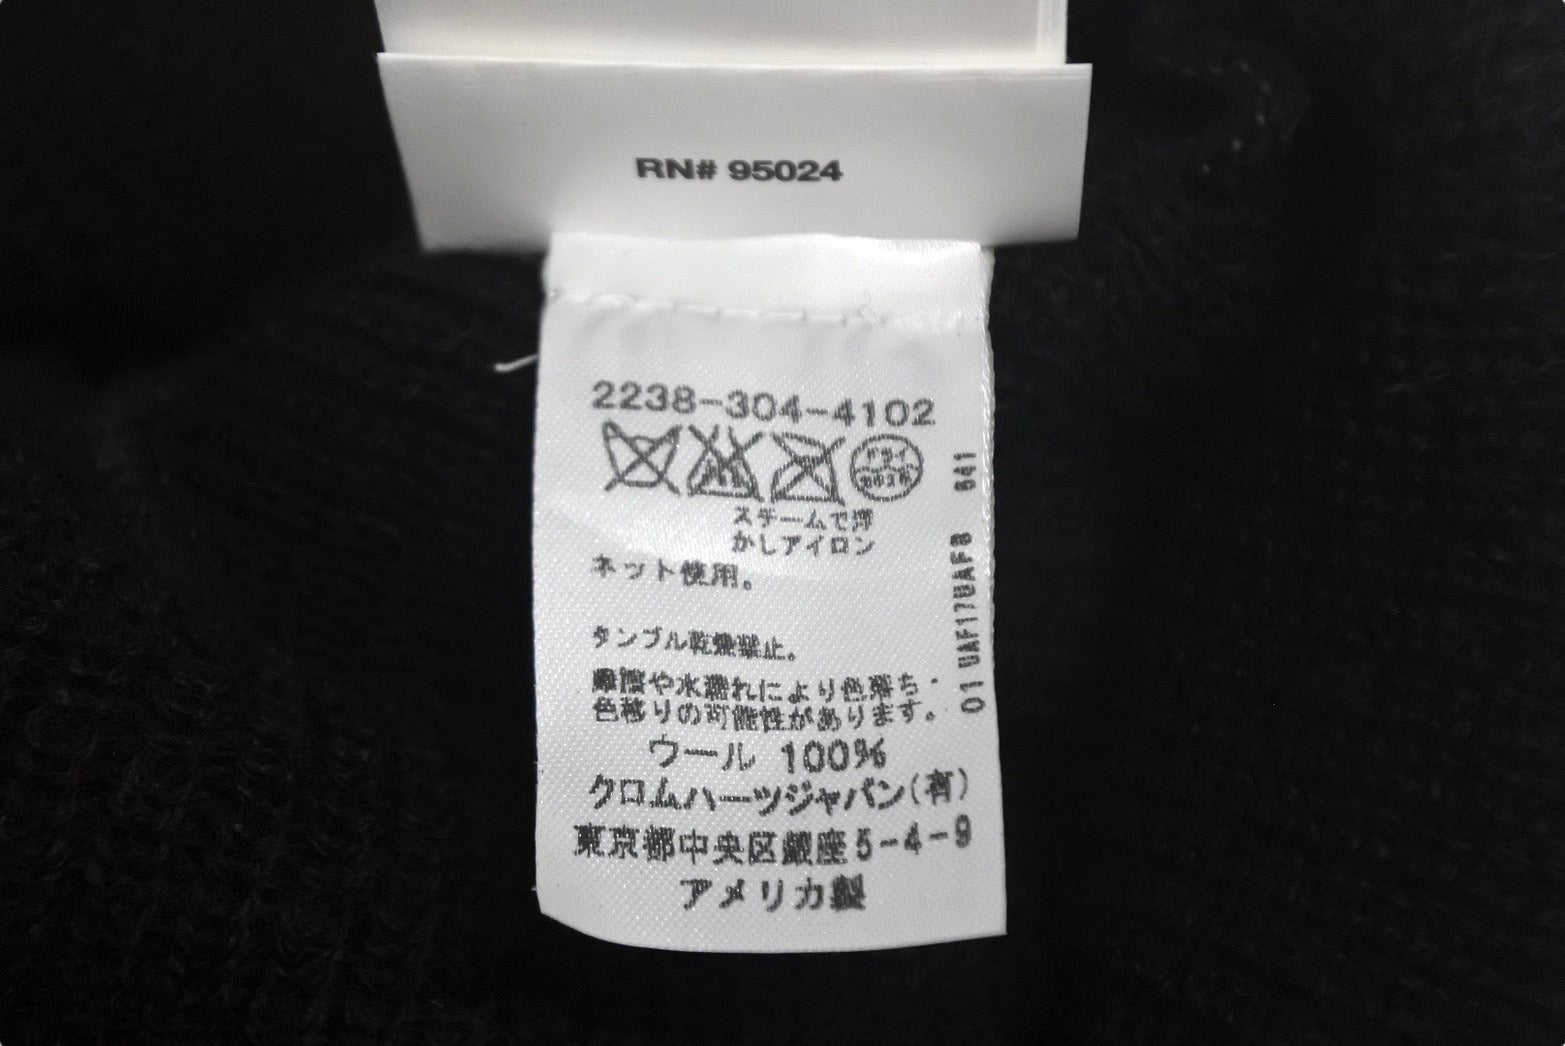 RN# 95024
2238-304-4102
ドライ
スチームで浮
かしアイロン
ネット使用。
タンブル乾燥禁止。
摩擦や水濡れにより色落ち・
色移りの可能性があります。
ウール 100%
クロムハーツジャパン(有)
東京都中央区銀座5-4-9
アメリカ製
01 UAF17UAF8 641